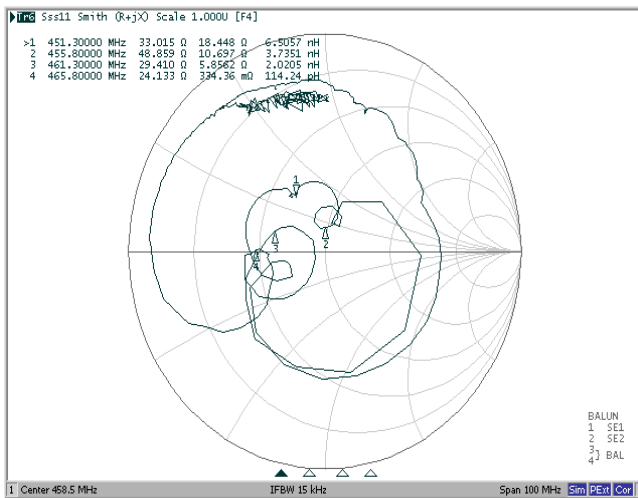 Tr6 Sss11 Smith (R+jX) Scale 1.000U [F4]
>1 451.30000 MHz 33.015 Ω 18.448 Ω 6.5057 nH
2 455.80000 MHz 48.859 Ω 10.697 Ω 3.7351 nH
3 461.30000 MHz 29.410 Ω 5.8562 Ω 2.0205 nH
4 465.80000 MHz 24.133 Ω 334.36 mΩ 114.24 pH
1
2
3
4
BALUN
1 SE1
2 SE2
3
4 } BAL
1 Center 458.5 MHz IFBW 15 kHz Span 100 MHz Sim PExt Cor